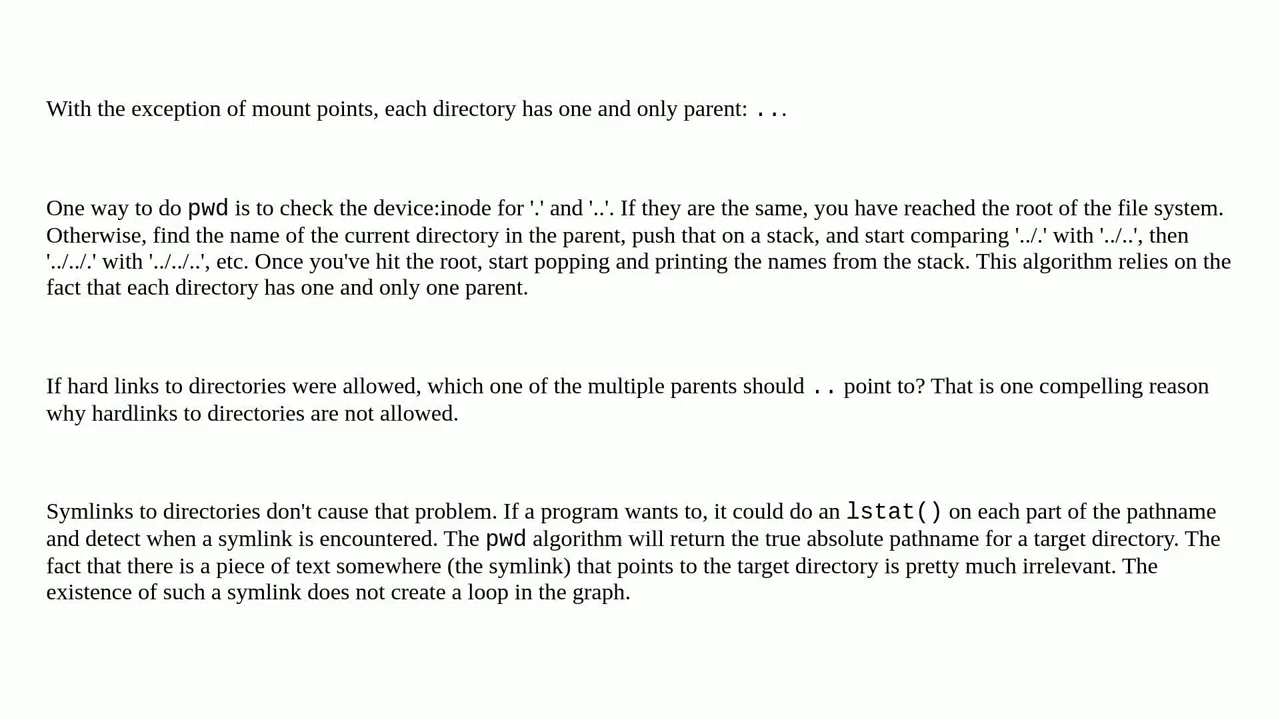 With the exception of mount points, each directory has one and only parent: ...
One way to do pwd is to check the device:inode for '.' and '..'. If they are the same, you have reached the root of the file system.
Otherwise, find the name of the current directory in the parent, push that on a stack, and start comparing '../.' with '../..', then
'../../.' with '../../..', etc. Once you've hit the root, start popping and printing the names from the stack. This algorithm relies on the
fact that each directory has one and only one parent.
If hard links to directories were allowed, which one of the multiple parents should .. point to? That is one compelling reason
why hardlinks to directories are not allowed.
Symlinks to directories don't cause that problem. If a program wants to, it could do an lstat() on each part of the pathname
and detect when a symlink is encountered. The pwd algorithm will return the true absolute pathname for a target directory. The
fact that there is a piece of text somewhere (the symlink) that points to the target directory is pretty much irrelevant. The
existence of such a symlink does not create a loop in the graph.